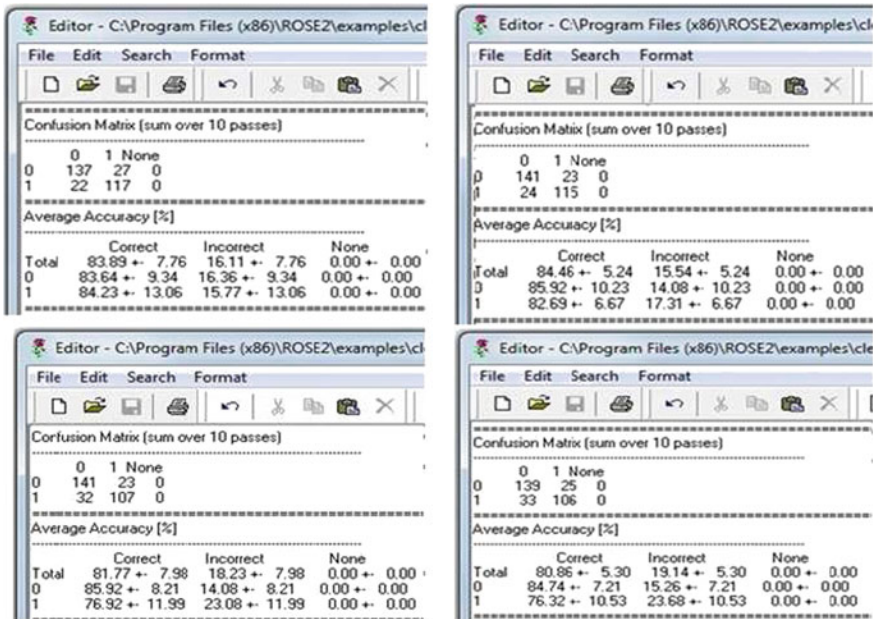 Editor - C:\Program Files (x86)\ROSE2\examples\cl
File Edit Search Format
Confusion Matrix (sum over 10 passes)
0 1 None
0 137 27 0
1 22 117 0
Average Accuracy [%]
Correct Incorrect None
Total 83.89 +- 7.76 16.11 +- 7.76 0.00 +- 0.00
0 83.64 +- 9.34 16.36 +- 9.34 0.00 +- 0.00
1 84.23 +- 13.06 15.77 +- 13.06 0.00 +- 0.00
Editor - C:\Program Files (x86)\ROSE2\examples\cl
File Edit Search Format
Confusion Matrix (sum over 10 passes)
0 1 None
0 141 23 0
1 24 115 0
Average Accuracy [%]
Correct Incorrect None
Total 84.46 +- 5.24 15.54 +- 5.24 0.00 +- 0.00
0 85.92 +- 10.23 14.08 +- 10.23 0.00 +- 0.00
1 82.69 +- 6.67 17.31 +- 6.67 0.00 +- 0.00
Editor - C:\Program Files (x86)\ROSE2\examples\cl
File Edit Search Format
Confusion Matrix (sum over 10 passes)
0 1 None
0 141 23 0
1 32 107 0
Average Accuracy [%]
Correct Incorrect None
Total 81.77 +- 7.98 18.23 +- 7.98 0.00 +- 0.00
0 85.92 +- 8.21 14.08 +- 8.21 0.00 +- 0.00
1 76.92 +- 11.99 23.08 +- 11.99 0.00 +- 0.00
Editor - C:\Program Files (x86)\ROSE2\examples\cle
File Edit Search Format
Confusion Matrix (sum over 10 passes)
0 1 None
0 139 25 0
1 33 106 0
Average Accuracy [%]
Correct Incorrect None
Total 80.86 +- 5.30 19.14 +- 5.30 0.00 +- 0.00
0 84.74 +- 7.21 15.26 +- 7.21 0.00 +- 0.00
1 76.32 +- 10.53 23.68 +- 10.53 0.00 +- 0.00